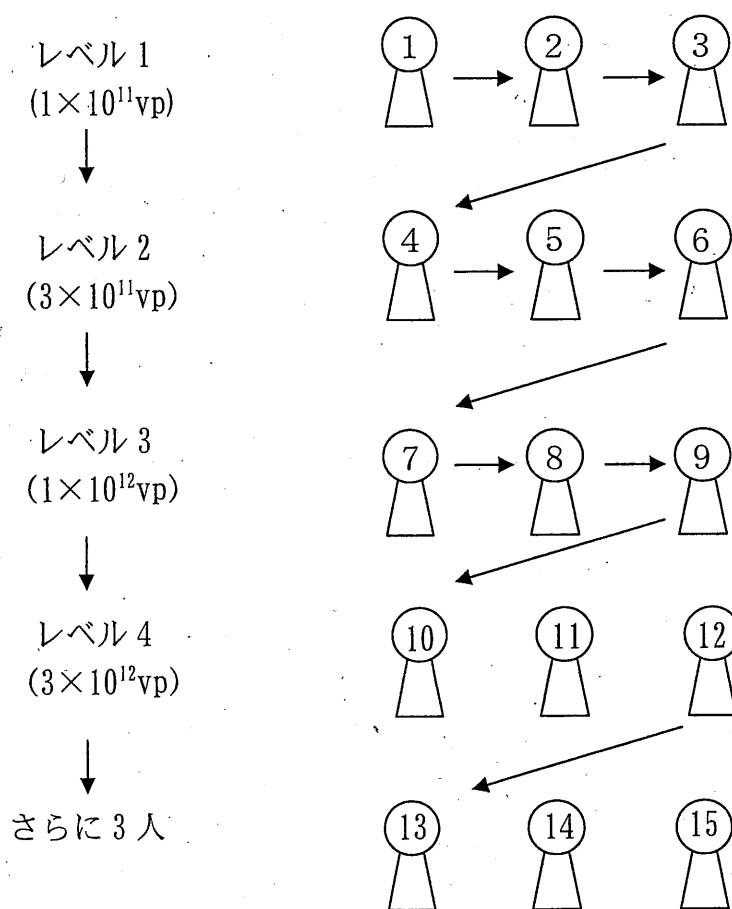 レベル 1
(1×10¹¹vp)
1 2 3
レベル 2
(3×10¹¹vp)
4 5 6
レベル 3
(1×10¹²vp)
7 8 9
レベル 4
(3×10¹²vp)
10 11 12
さらに 3 人
13 14 15